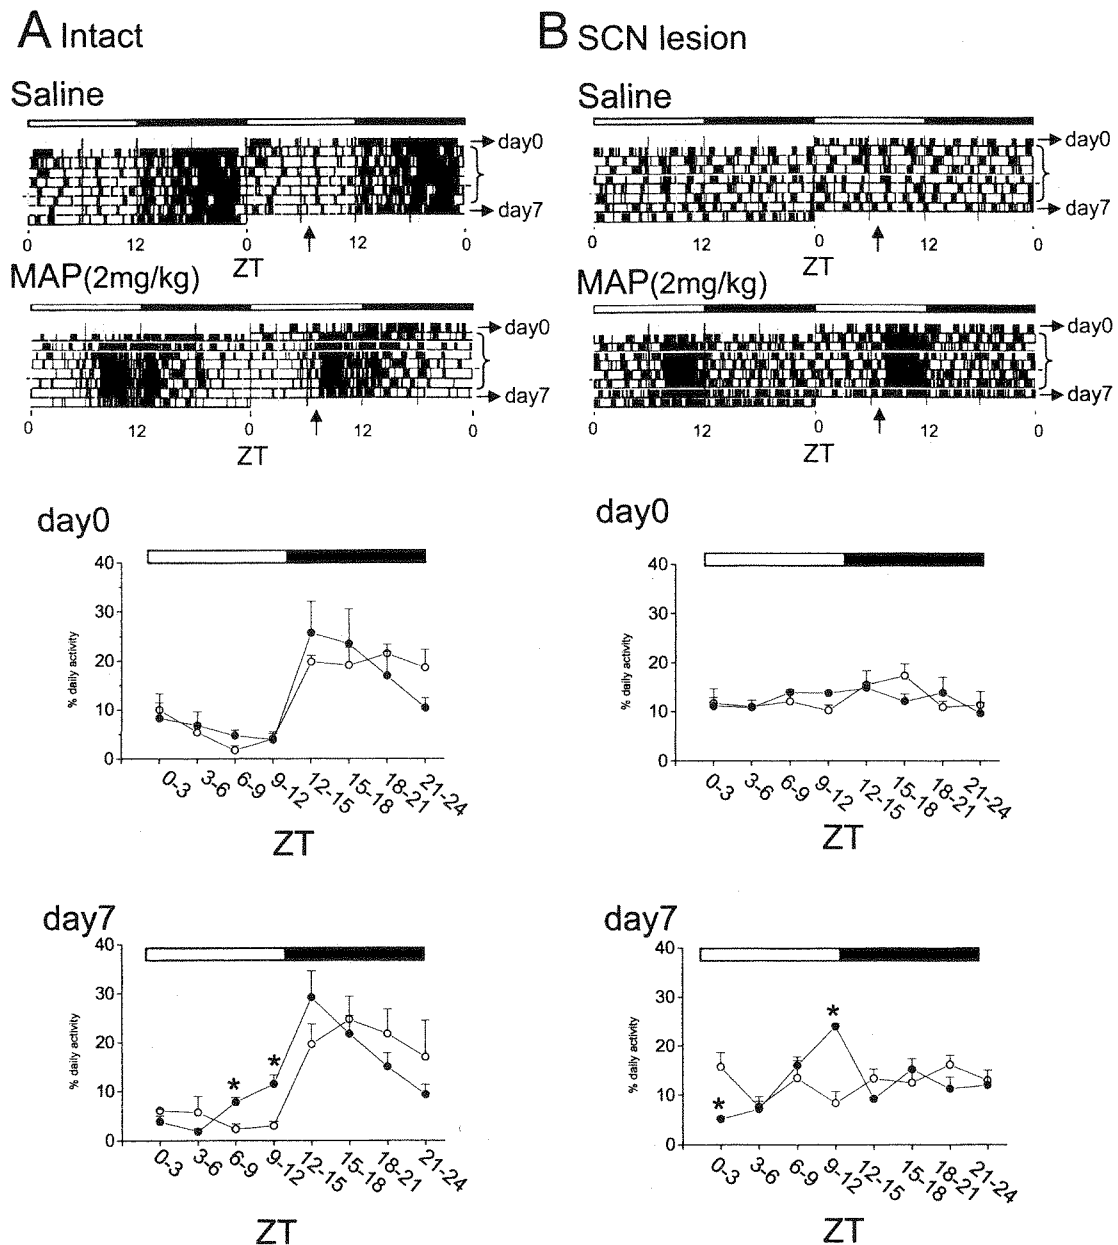 A Intact
Saline
day0
day7
0 12 0 12 0
ZT
MAP(2mg/kg)
day0
day7
0 12 0 12 0
ZT
day0
40
30
20
10
0
% daily activity
0-3 3-6 6-9 9-12 12-15 15-18 18-21 21-24
ZT
day7
40
30
20
10
0
% daily activity
* *
0-3 3-6 6-9 9-12 12-15 15-18 18-21 21-24
ZT
B SCN lesion
Saline
day0
day7
0 12 0 12 0
ZT
MAP(2mg/kg)
day0
day7
0 12 0 12 0
ZT
day0
40
30
20
10
0
% daily activity
0-3 3-6 6-9 9-12 12-15 15-18 18-21 21-24
ZT
day7
40
30
20
10
0
% daily activity
* *
0-3 3-6 6-9 9-12 12-15 15-18 18-21 21-24
ZT